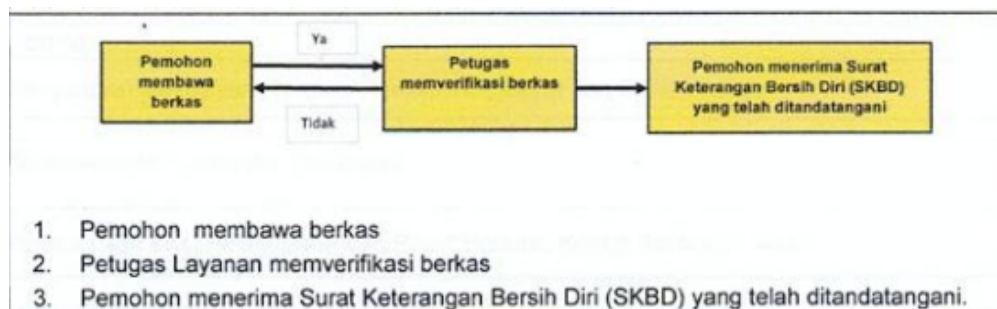 Ya
Pemohon
membawa
berkas
Petugas
memverifikasi berkas
Pemohon menerima Surat
Keterangan Bersih Diri (SKBD)
yang telah ditandatangani
Tidak
1. Pemohon membawa berkas
2. Petugas Layanan memverifikasi berkas
3. Pemohon menerima Surat Keterangan Bersih Diri (SKBD) yang telah ditandatangani.